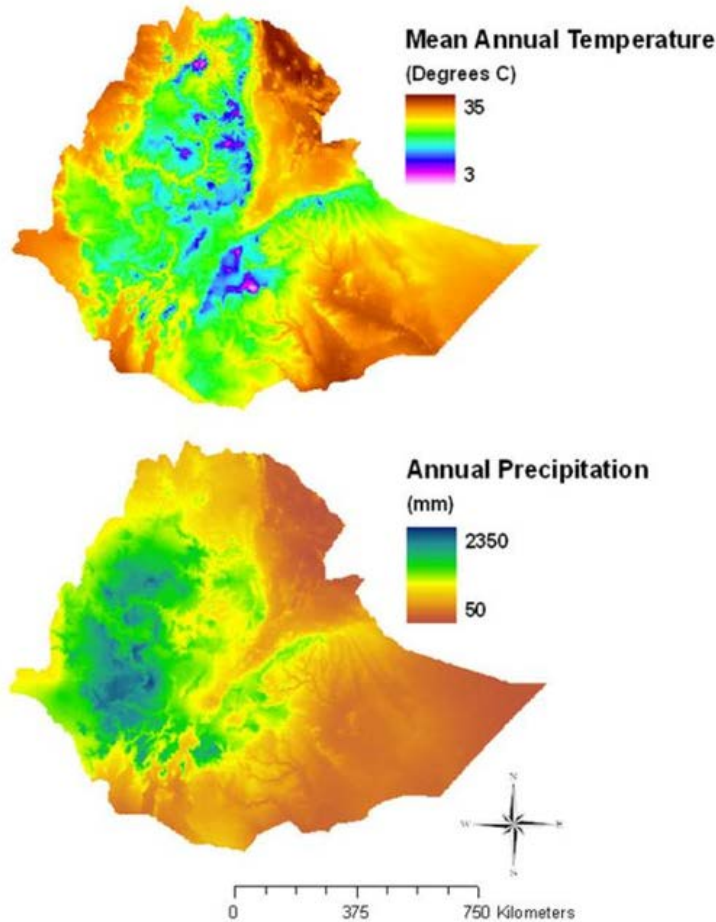 Mean Annual Temperature
(Degrees C)
35
3
Annual Precipitation
(mm)
2350
50
N
W E
S
0 375 750 Kilometers